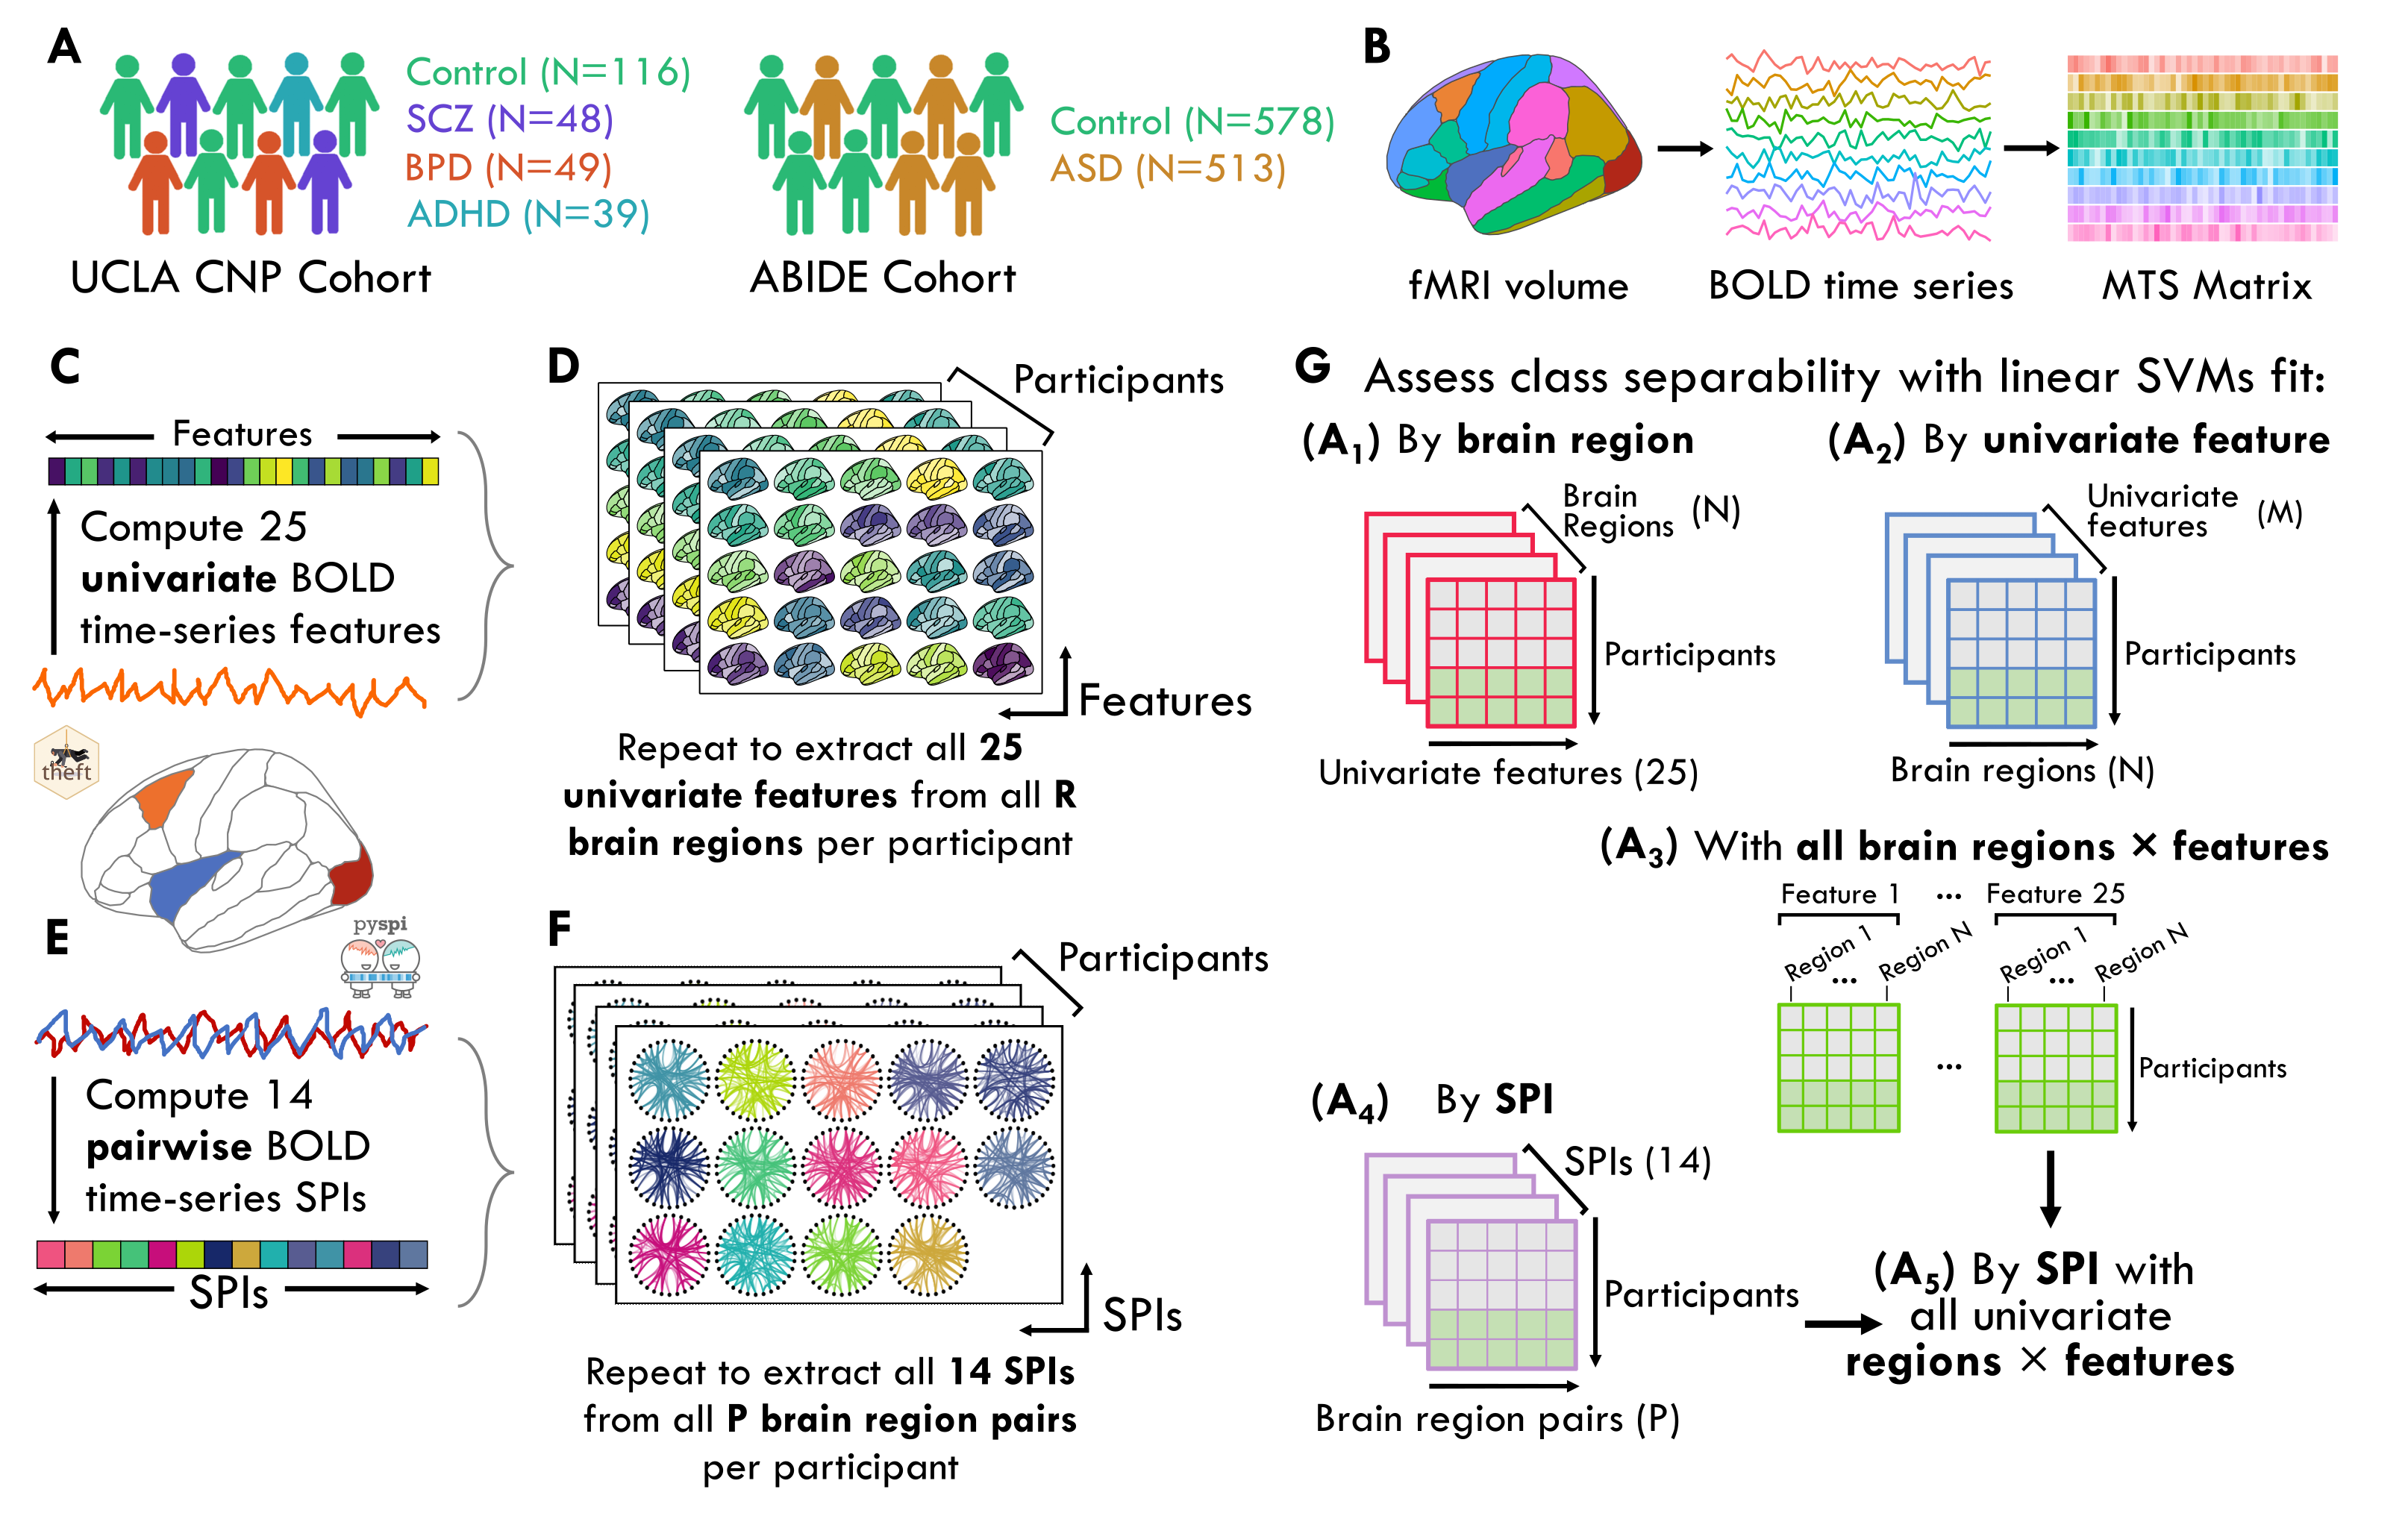 A
Control (N=116)
SCZ (N=48)
BPD (N=49)
ADHD (N=39)
UCLA CNP Cohort
Control (N=578)
ASD (N=513)
ABIDE Cohort
B
fMRI volume
BOLD time series
MTS Matrix
C
Features
Compute 25
univariate BOLD
time-series features
theft
D
Participants
Features
Repeat to extract all 25
univariate features from all R
brain regions per participant
E
pyspi
Compute 14
pairwise BOLD
time-series SPIs
SPIs
F
Participants
SPIs
Repeat to extract all 14 SPIs
from all P brain region pairs
per participant
G Assess class separability with linear SVMs fit:
(A1) By brain region
Brain
Regions (N)
Participants
Univariate features (25)
(A2) By univariate feature
Univariate
features (M)
Participants
Brain regions (N)
(A3) With all brain regions × features
Feature 1 ... Feature 25
Region 1 ... Region N Region 1 ... Region N
...
Participants
(A4) By SPI
SPIs (14)
Participants
Brain region pairs (P)
(A5) By SPI with
all univariate
regions × features